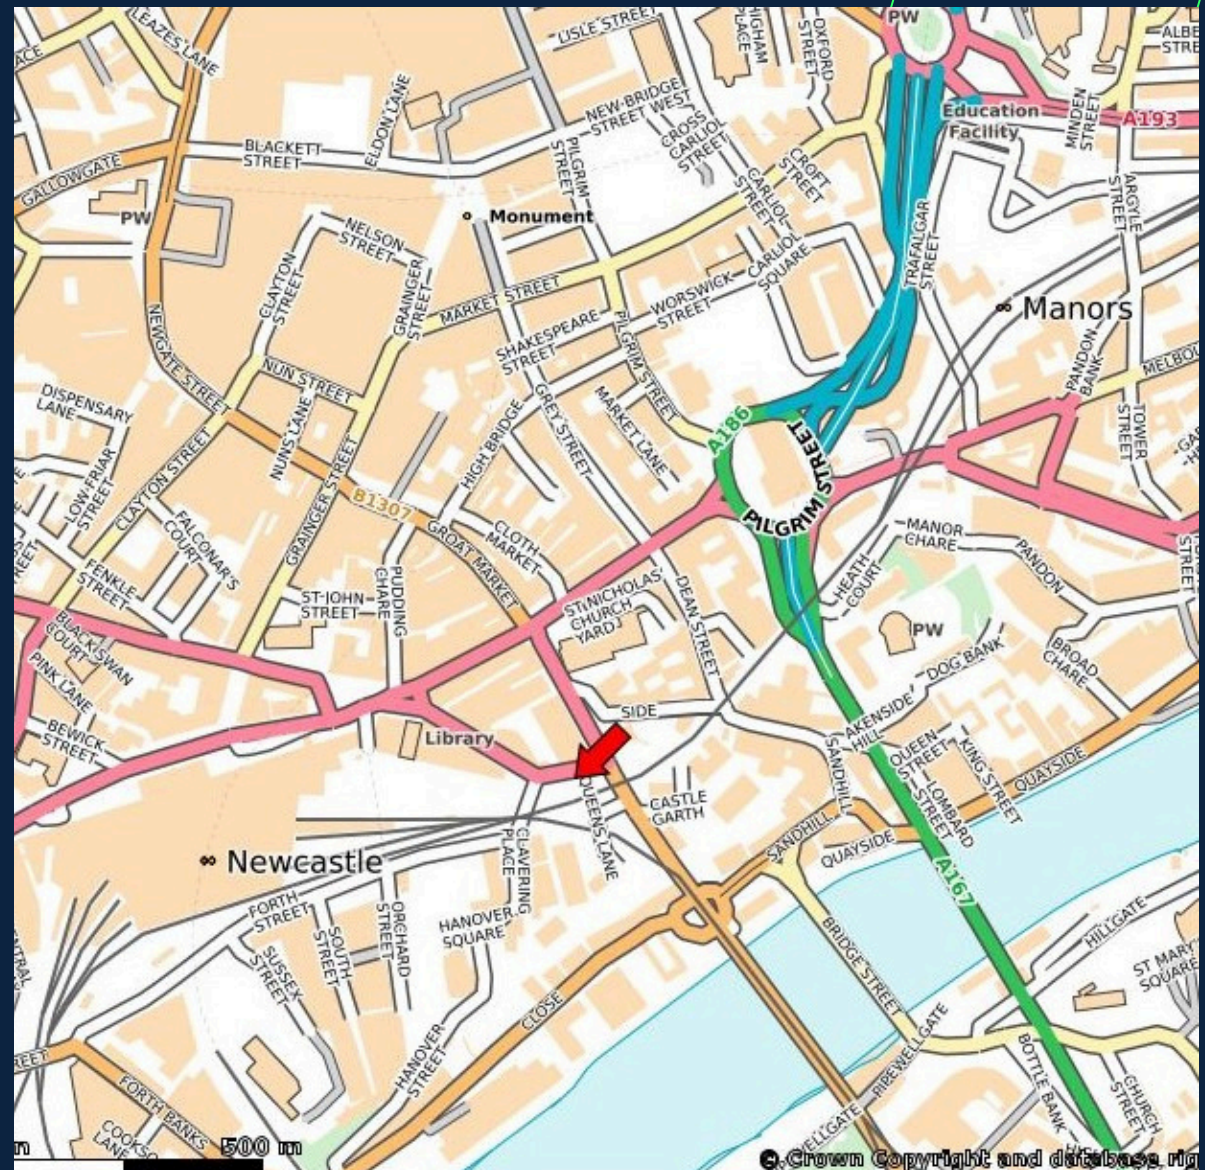 LEAZES LANE
ACE
LISLE STREET
HIGHAM
PLACE
OXFORD
STREET
PW
ALBE
STRE
ELDON LANE
NEW-BRIDGE
STREET WEST
CROSS
CARLIOL
STREET
Education
Facility
MINDEN
STREET
A193
BLACKETT
STREET
GALLOWGATE
PILGRIM
STREET
CROFT
STREET
CARLIOL
STREET
ARGYLE
STREET
PW
Monument
NELSON
STREET
TRAFALGAR
STREET
CLAYTON
STREET
GRAINGER
STREET
MARKET STREET
WORSWICK
STREET
CARLIOL
SQUARE
Manors
NEWGATE STREET
SHAKESPEARE
STREET
PILGRIM STREET
PANDON
BANK
MELBOU
NUN STREET
DISPENSARY
LANE
NUNS LANE
GREY STREET
MARKET LANE
HIGH BRIDGE
A186
PILGRIM STREET
TOWER
STREET
LOW-FRIAR
STREET
CLAYTON STREET
GRAINGER STREET
B1307
GROAT MARKET
CLOTH
MARKET
MANOR
CHARE
PANDON
FALCONAR'S
COURT
FENKLE
STREET
REET
ST-JOHN
STREET
PUDDING
CHARE
ST NICHOLAS'
CHURCH
YARD
DEAN STREET
HEATH
COURT
STREET
PW
BLACK SWAN
COURT
PINK LANE
BEWICK
STREET
DOG BANK
BROAD
CHARE
SIDE
AKENSIDE
HILL
Library
SANDHILL
QUEEN
STREET
KING STREET
QUAYSIDE
LOMBARD
STREET
QUEENS LANE
CASTLE
GARTH
SANDHILL
QUAYSIDE
Newcastle
CLAVERING
PLACE
A167
FORTH
STREET
ORCHARD
STREET
HANOVER
SQUARE
SOUTH
STREET
SUSSEX
STREET
BRIDGE STREET
HILLGATE
ST MARY'S
SQUARE
ENTRAL
CLOSE
HANOVER
STREET
PIPEWELLGATE
REET
FORTH BANKS
BOTTLE BANK
CHURCH
STREET
COOKSO
LANE
WELLGATE
m
500 m
© Crown Copyright and database rig